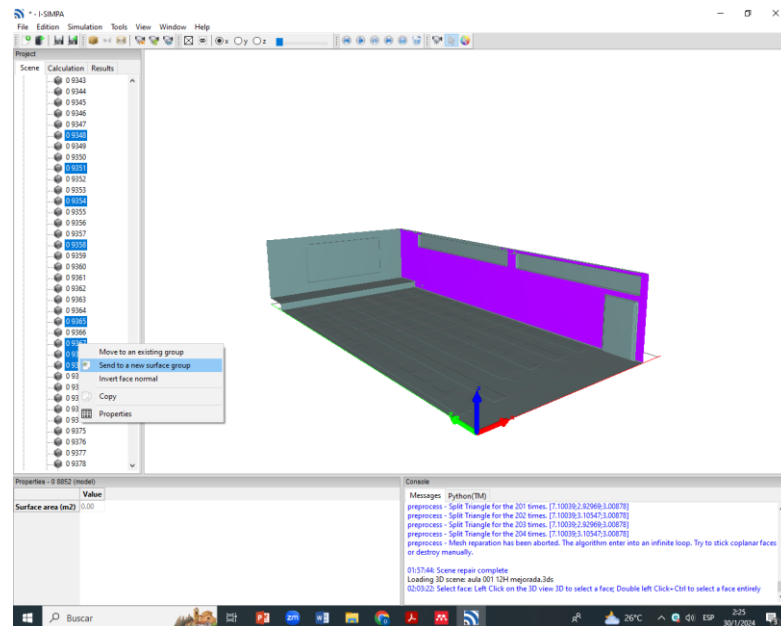 * - I-SIMPA
File Edition Simulation Tools View Window Help
x y z
Project
Scene Calculation Results
0 9343
0 9344
0 9345
0 9346
0 9347
0 9348
0 9349
0 9350
0 9351
0 9352
0 9353
0 9354
0 9355
0 9356
0 9357
0 9358
0 9359
0 9360
0 9361
0 9362
0 9363
0 9364
0 9365
0 9366
Move to an existing group
Send to a new surface group
Invert face normal
Copy
Properties
0 9375
0 9376
0 9377
0 9378
Properties - 0 8852 (model)
Value
Surface area (m2) 0.00
Console
Messages Python(TM)
preprocess - Split Triangle for the 201 times. [7.10039;2.92969;3.00878]
preprocess - Split Triangle for the 202 times. [7.10039;3.10547;3.00878]
preprocess - Split Triangle for the 203 times. [7.10039;2.92969;3.00878]
preprocess - Split Triangle for the 204 times. [7.10039;3.10547;3.00878]
preprocess - Mesh reparation has been aborted. The algorithm enter into an infinite loop. Try to stick coplanar faces
or destroy manually.
01:57:44: Scene repair complete
Loading 3D scene: aula 001 12H mejorada.3ds
02:03:22: Select face: Left Click on the 3D view 3D to select a face; Double left Click+Ctrl to select a face entirely
Buscar
zm
26°C ESP
2:25
30/1/2024